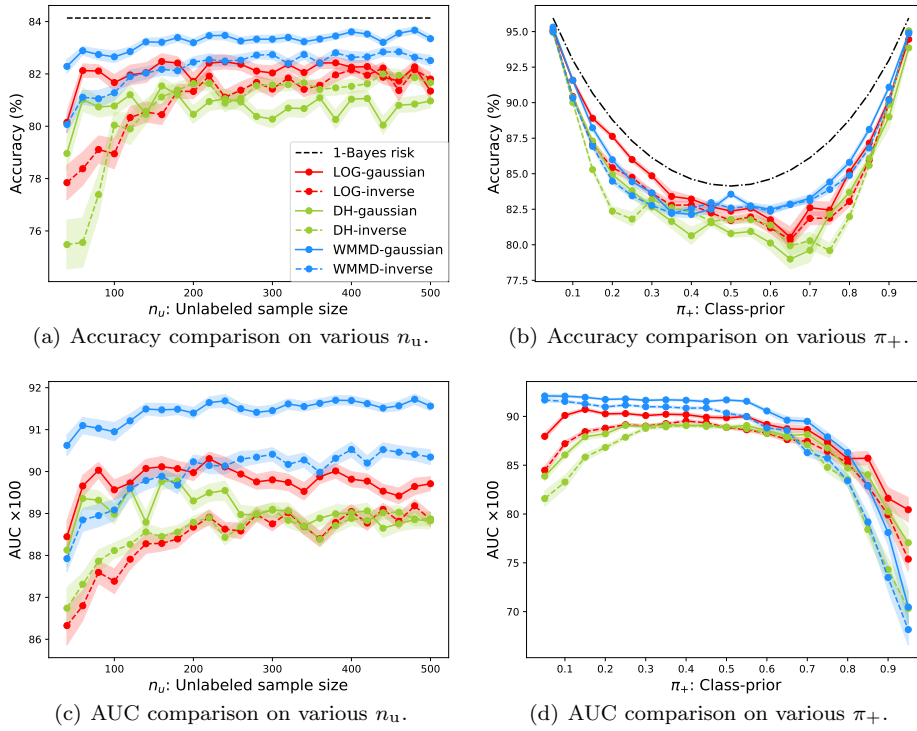 84
82
80
78
76
Accuracy (%)
1-Bayes risk
LOG-gaussian
LOG-inverse
DH-gaussian
DH-inverse
WMMD-gaussian
WMMD-inverse
100 200 300 400 500
n_u: Unlabeled sample size
(a) Accuracy comparison on various n_u.
95.0
92.5
90.0
87.5
85.0
82.5
80.0
77.5
Accuracy (%)
0.1 0.2 0.3 0.4 0.5 0.6 0.7 0.8 0.9
π_+: Class-prior
(b) Accuracy comparison on various π_+.
92
91
90
89
88
87
86
AUC ×100
100 200 300 400 500
n_u: Unlabeled sample size
(c) AUC comparison on various n_u.
90
85
80
75
70
AUC ×100
0.1 0.2 0.3 0.4 0.5 0.6 0.7 0.8 0.9
π_+: Class-prior
(d) AUC comparison on various π_+.